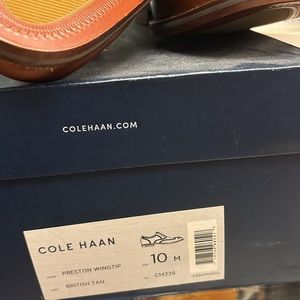 COLEHAAN.COM
COLE HAAN
10 M
PRESTON WINGTIP
C14228
BRITISH TAN